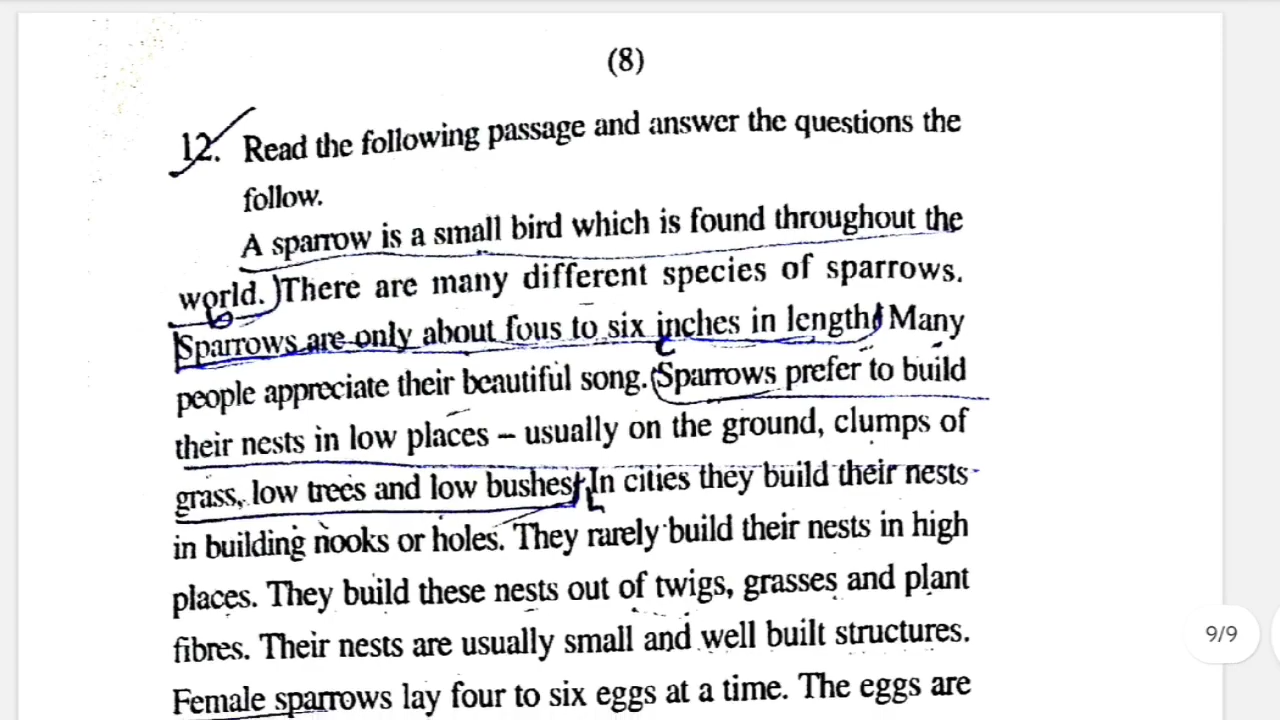 (8)
12. Read the following passage and answer the questions the
follow.
A sparrow is a small bird which is found throughout the
world. There are many different species of sparrows.
Sparrows are only about fous to six inches in length. Many
people appreciate their beautiful song. Sparrows prefer to build
their nests in low places – usually on the ground, clumps of
grass, low trees and low bushes. In cities they build their nests
in building nooks or holes. They rarely build their nests in high
places. They build these nests out of twigs, grasses and plant
fibres. Their nests are usually small and well built structures.
9/9
Female sparrows lay four to six eggs at a time. The eggs are